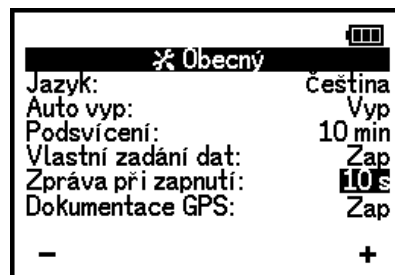 Obecný
Jazyk: Čeština
Auto vyp: Vyp
Podsvícení: 10 min
Vlastní zadání dat: Zap
Zpráva při zapnutí: 10 s
Dokumentace GPS: Zap
− +